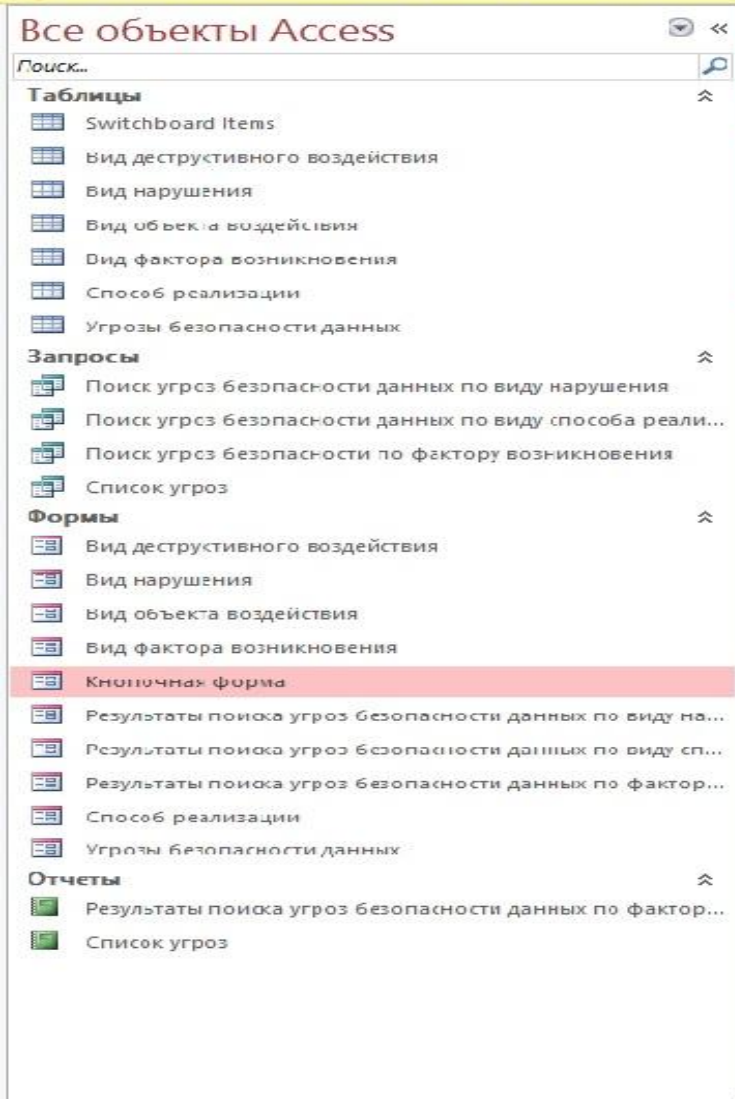 Все объекты Access
Поиск...
Таблицы
Switchboard Items
Вид деструктивного воздействия
Вид нарушения
Вид объекта воздействия
Вид фактора возникновения
Способ реализации
Угрозы безопасности данных
Запросы
Поиск угроз безопасности данных по виду нарушения
Поиск угроз безопасности данных по виду способа реали...
Поиск угроз безопасности по фактору возникновения
Список угроз
Формы
Вид деструктивного воздействия
Вид нарушения
Вид объекта воздействия
Вид фактора возникновения
Кнопочная форма
Результаты поиска угроз безопасности данных по виду на...
Результаты поиска угроз безопасности данных по виду сп...
Результаты поиска угроз безопасности данных по фактор...
Способ реализации
Угрозы безопасности данных
Отчеты
Результаты поиска угроз безопасности данных по фактор...
Список угроз